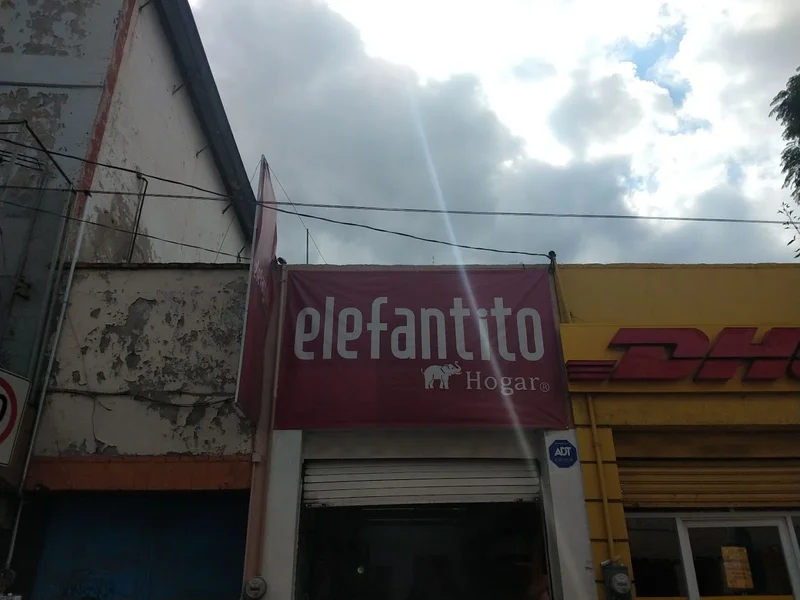 elefantito
Hogar®
DHL
ADT